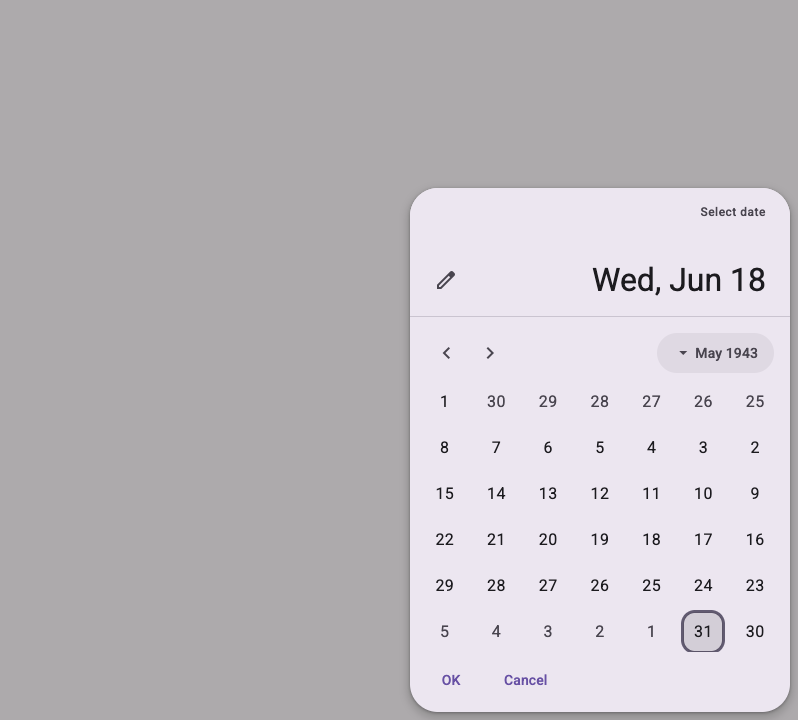 Select date
Wed, Jun 18
May 1943
1 30 29 28 27 26 25
8 7 6 5 4 3 2
15 14 13 12 11 10 9
22 21 20 19 18 17 16
29 28 27 26 25 24 23
5 4 3 2 1 31 30
OK Cancel